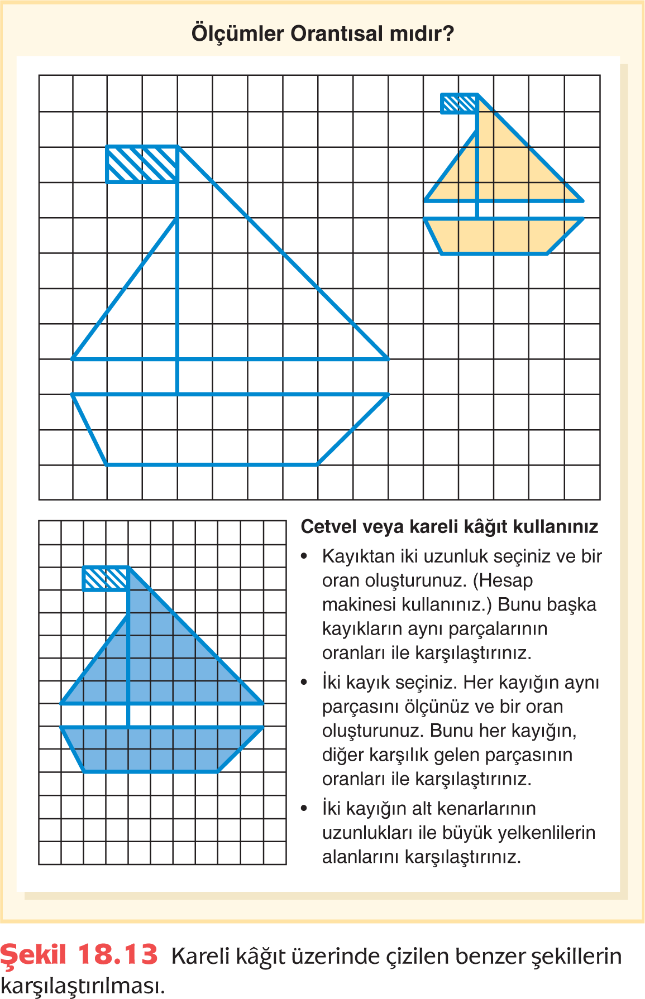 Ölçümler Orantısal mıdır?
Cetvel veya kareli kâğıt kullanınız
• Kayıktan iki uzunluk seçiniz ve bir
oran oluşturunuz. (Hesap
makinesi kullanınız.) Bunu başka
kayıkların aynı parçalarının
oranları ile karşılaştırınız.
• İki kayık seçiniz. Her kayığın aynı
parçasını ölçünüz ve bir oran
oluşturunuz. Bunu her kayığın,
diğer karşılık gelen parçasının
oranları ile karşılaştırınız.
• İki kayığın alt kenarlarının
uzunlukları ile büyük yelkenlilerin
alanlarını karşılaştırınız.
Şekil 18.13 Kareli kâğıt üzerinde çizilen benzer şekillerin
karşılaştırılması.